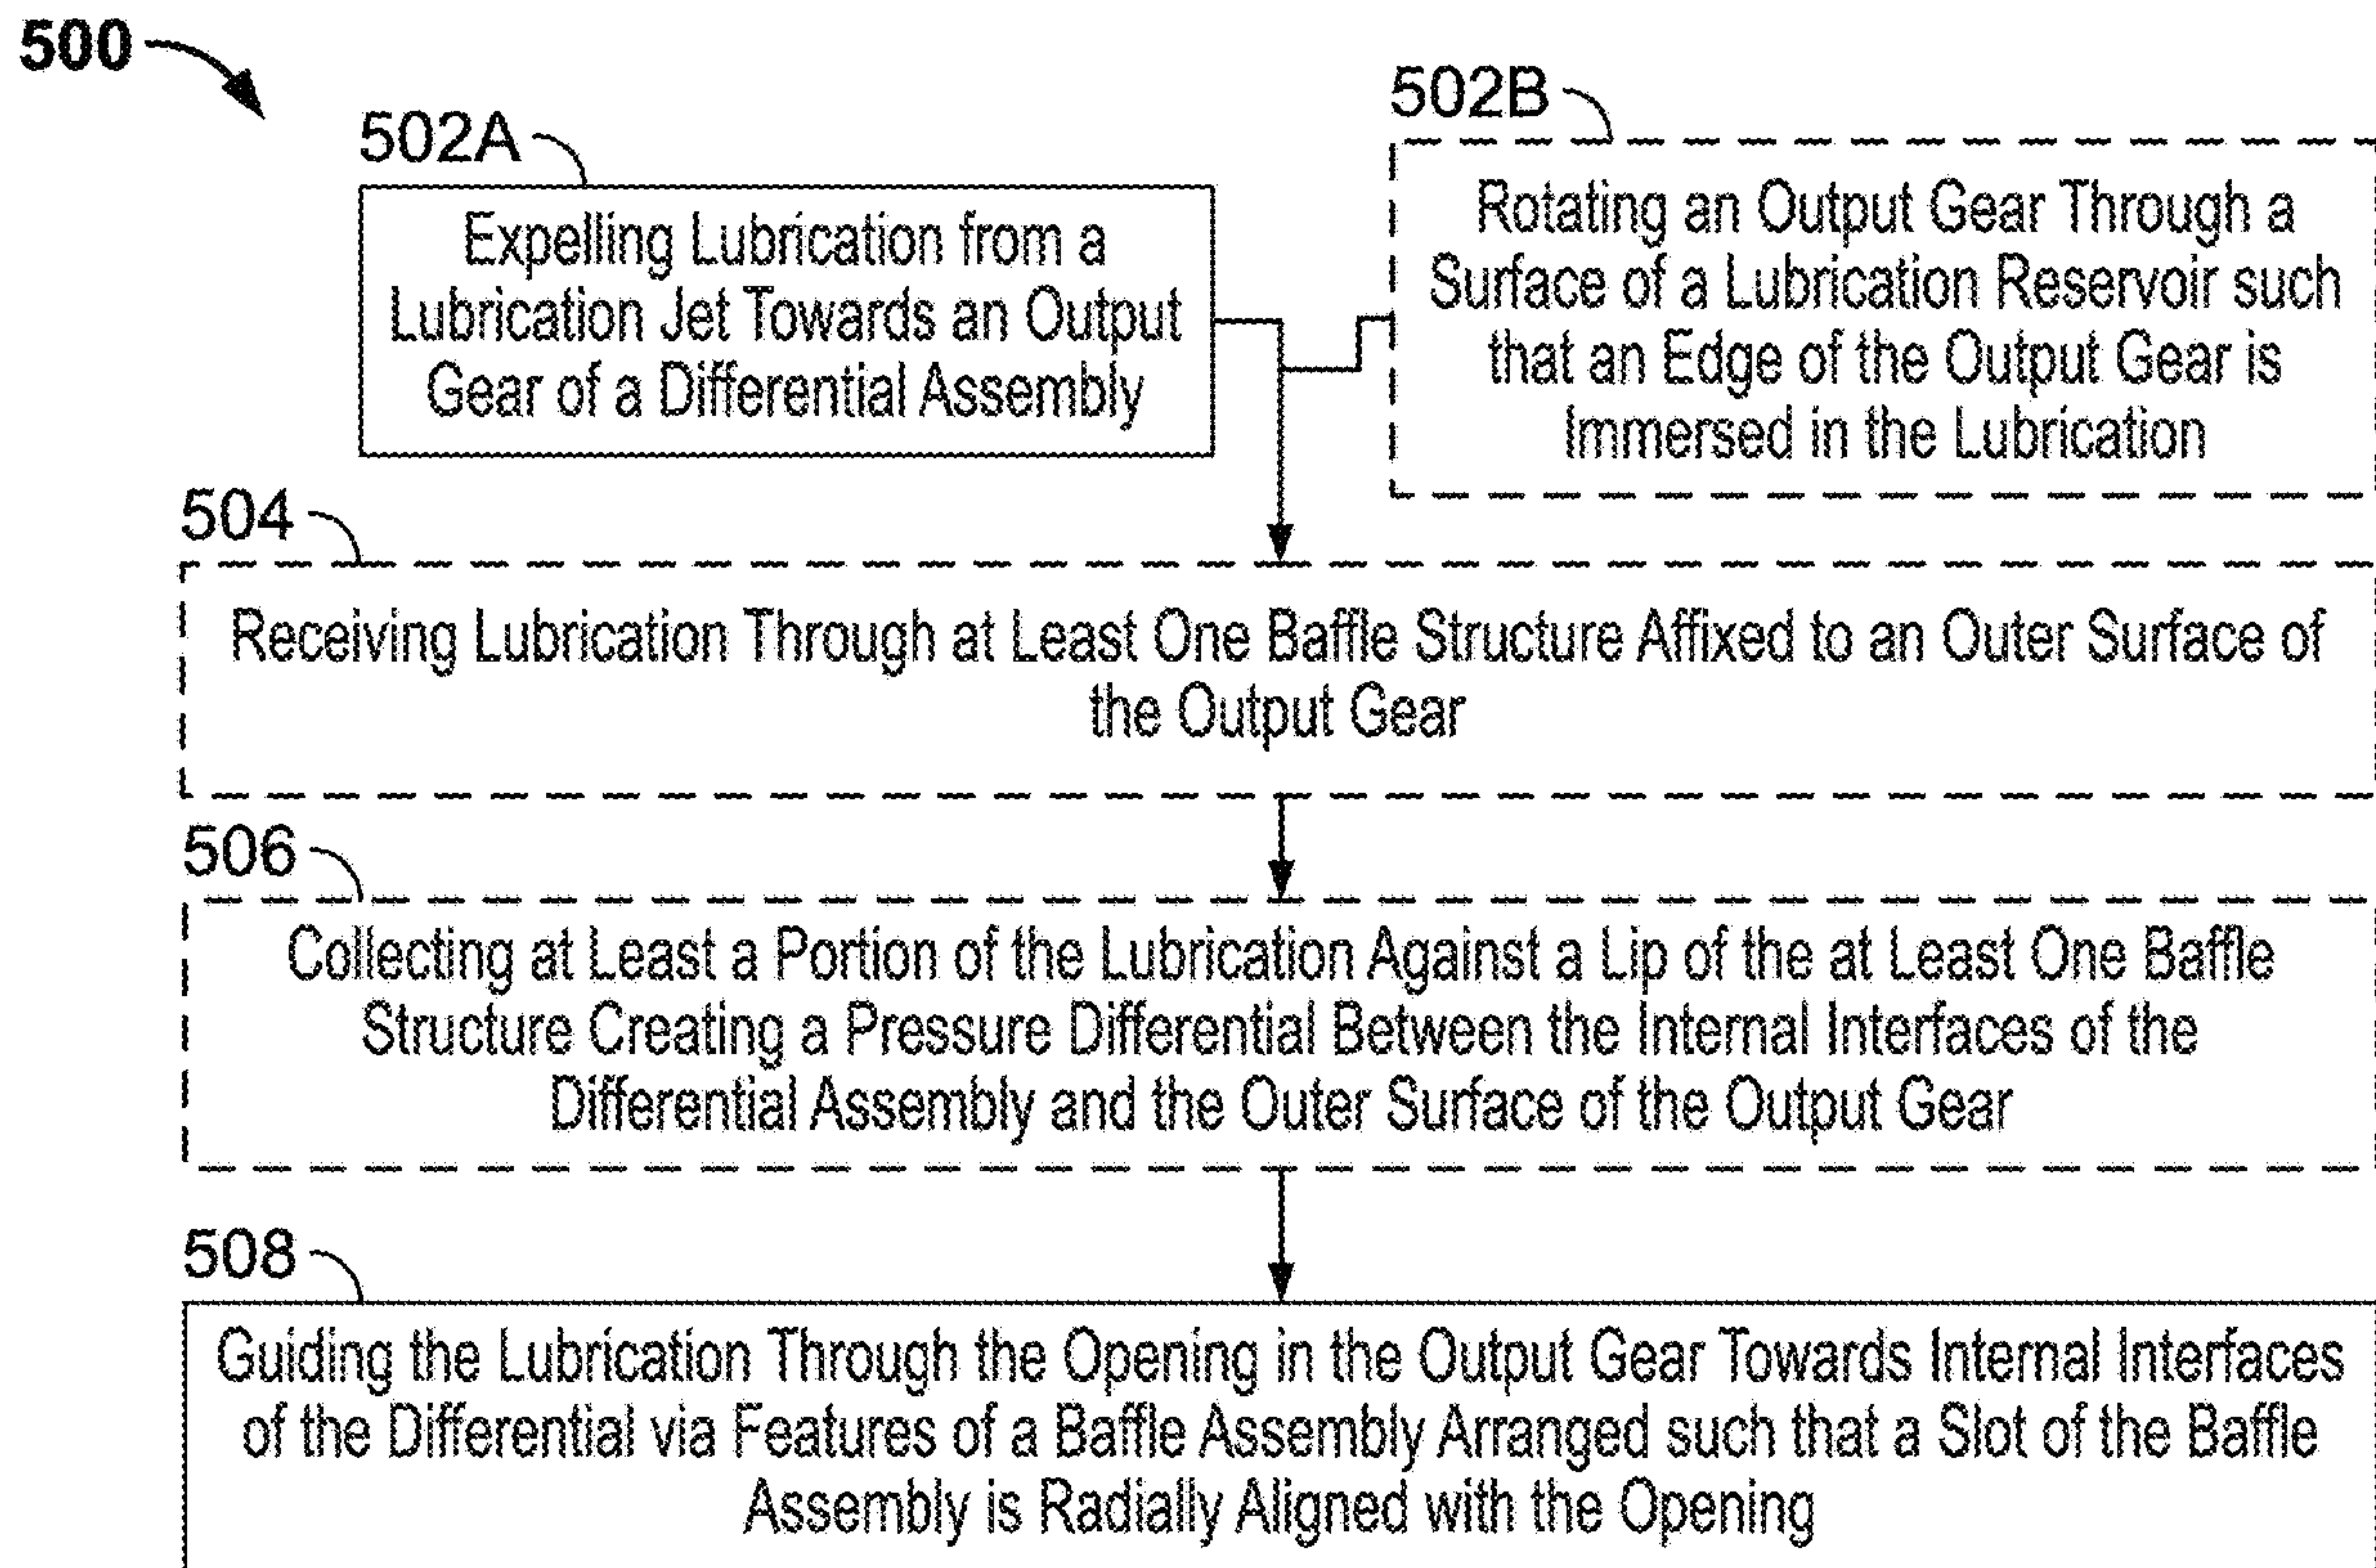 500
502A
Expelling Lubrication from a
Lubrication Jet Towards an Output
Gear of a Differential Assembly
502B
Rotating an Output Gear Through a
Surface of a Lubrication Reservoir such
that an Edge of the Output Gear is
Immersed in the Lubrication
504
Receiving Lubrication Through at Least One Baffle Structure Affixed to an Outer Surface of
the Output Gear
506
Collecting at Least a Portion of the Lubrication Against a Lip of the at Least One Baffle
Structure Creating a Pressure Differential Between the Internal Interfaces of the
Differential Assembly and the Outer Surface of the Output Gear
508
Guiding the Lubrication Through the Opening in the Output Gear Towards Internal Interfaces
of the Differential via Features of a Baffle Assembly Arranged such that a Slot of the Baffle
Assembly is Radially Aligned with the Opening